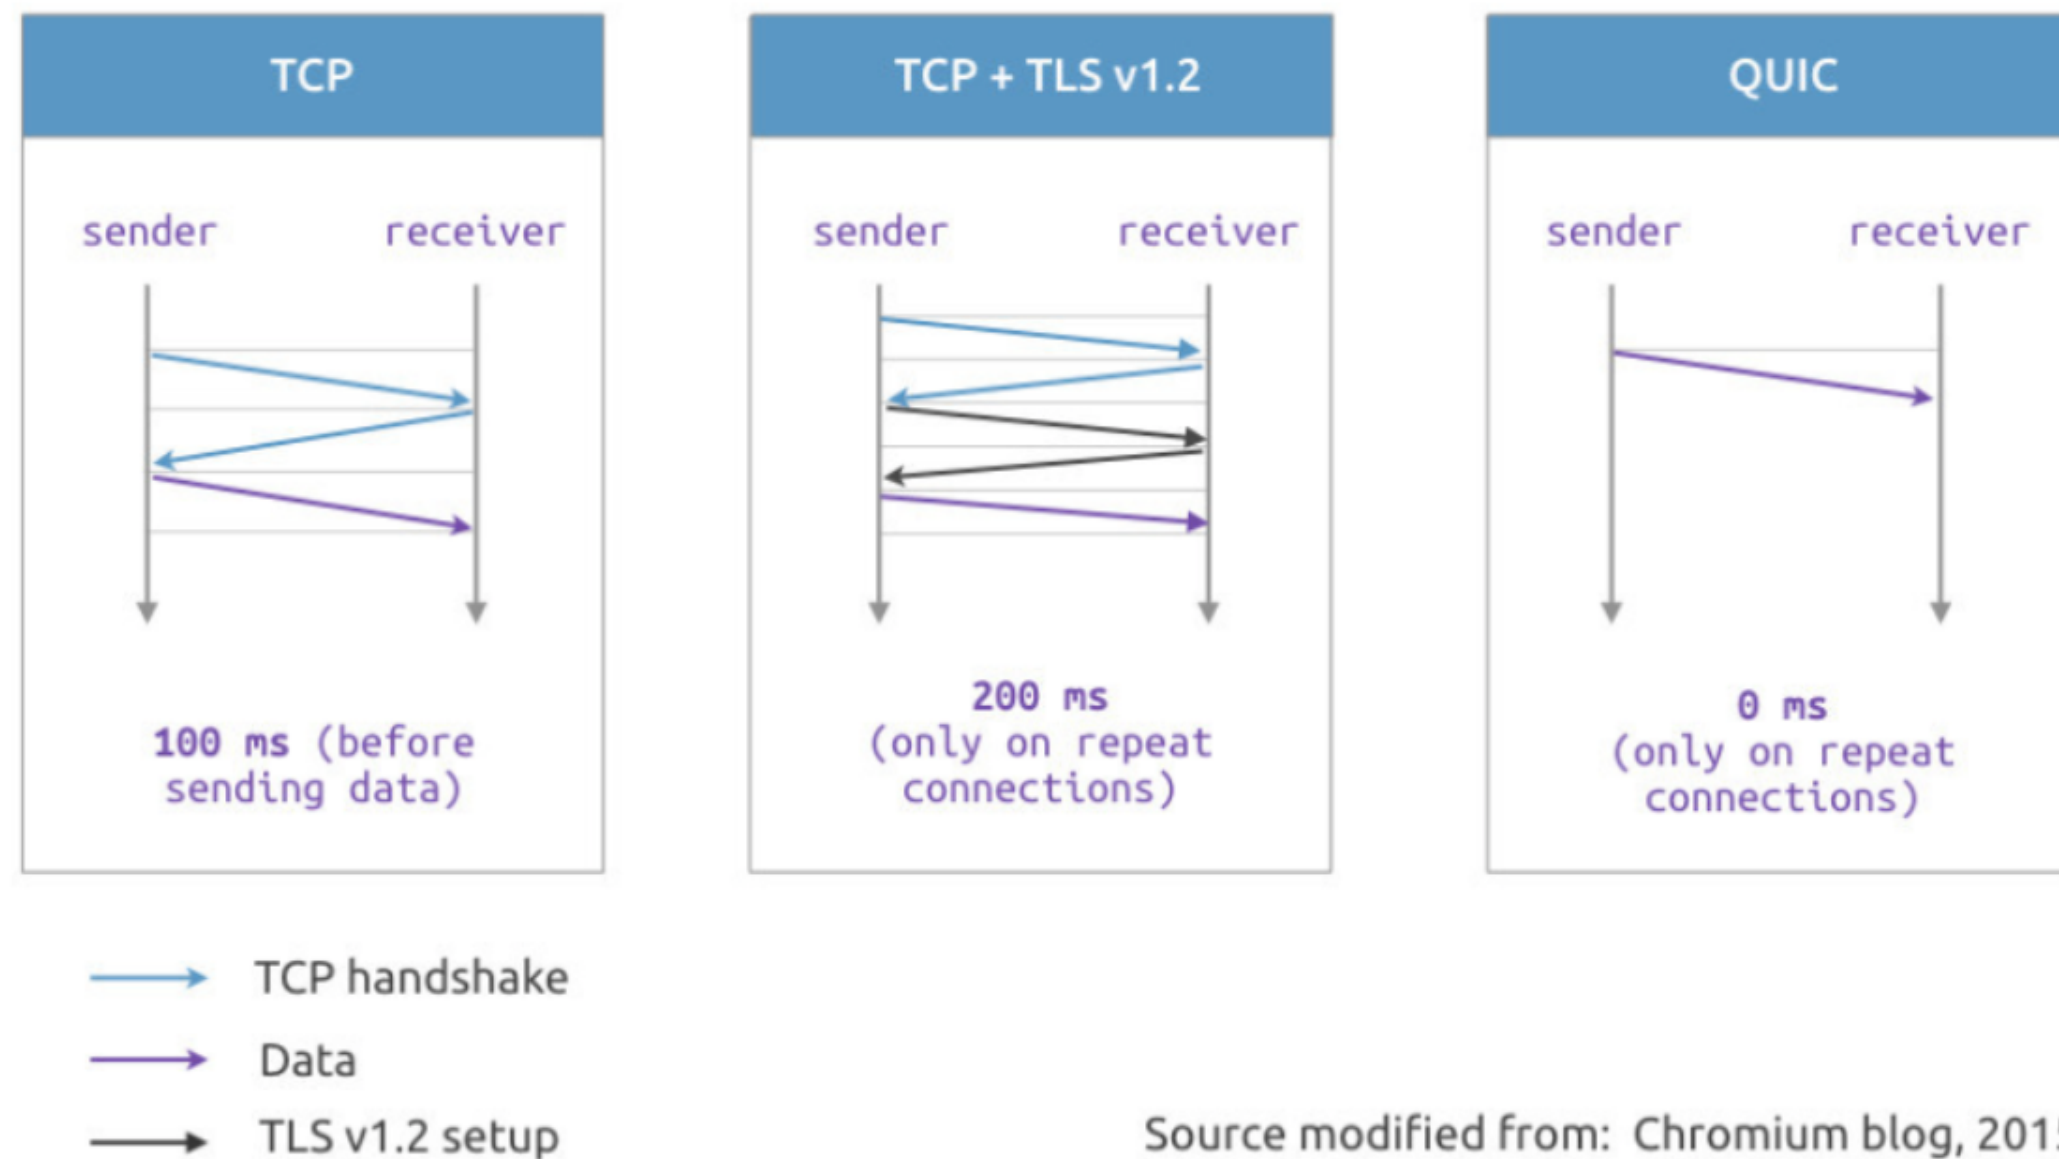 TCP
sender receiver
100 ms (before
sending data)
TCP + TLS v1.2
sender receiver
200 ms
(only on repeat
connections)
QUIC
sender receiver
0 ms
(only on repeat
connections)
TCP handshake
Data
TLS v1.2 setup
Source modified from: Chromium blog, 2015